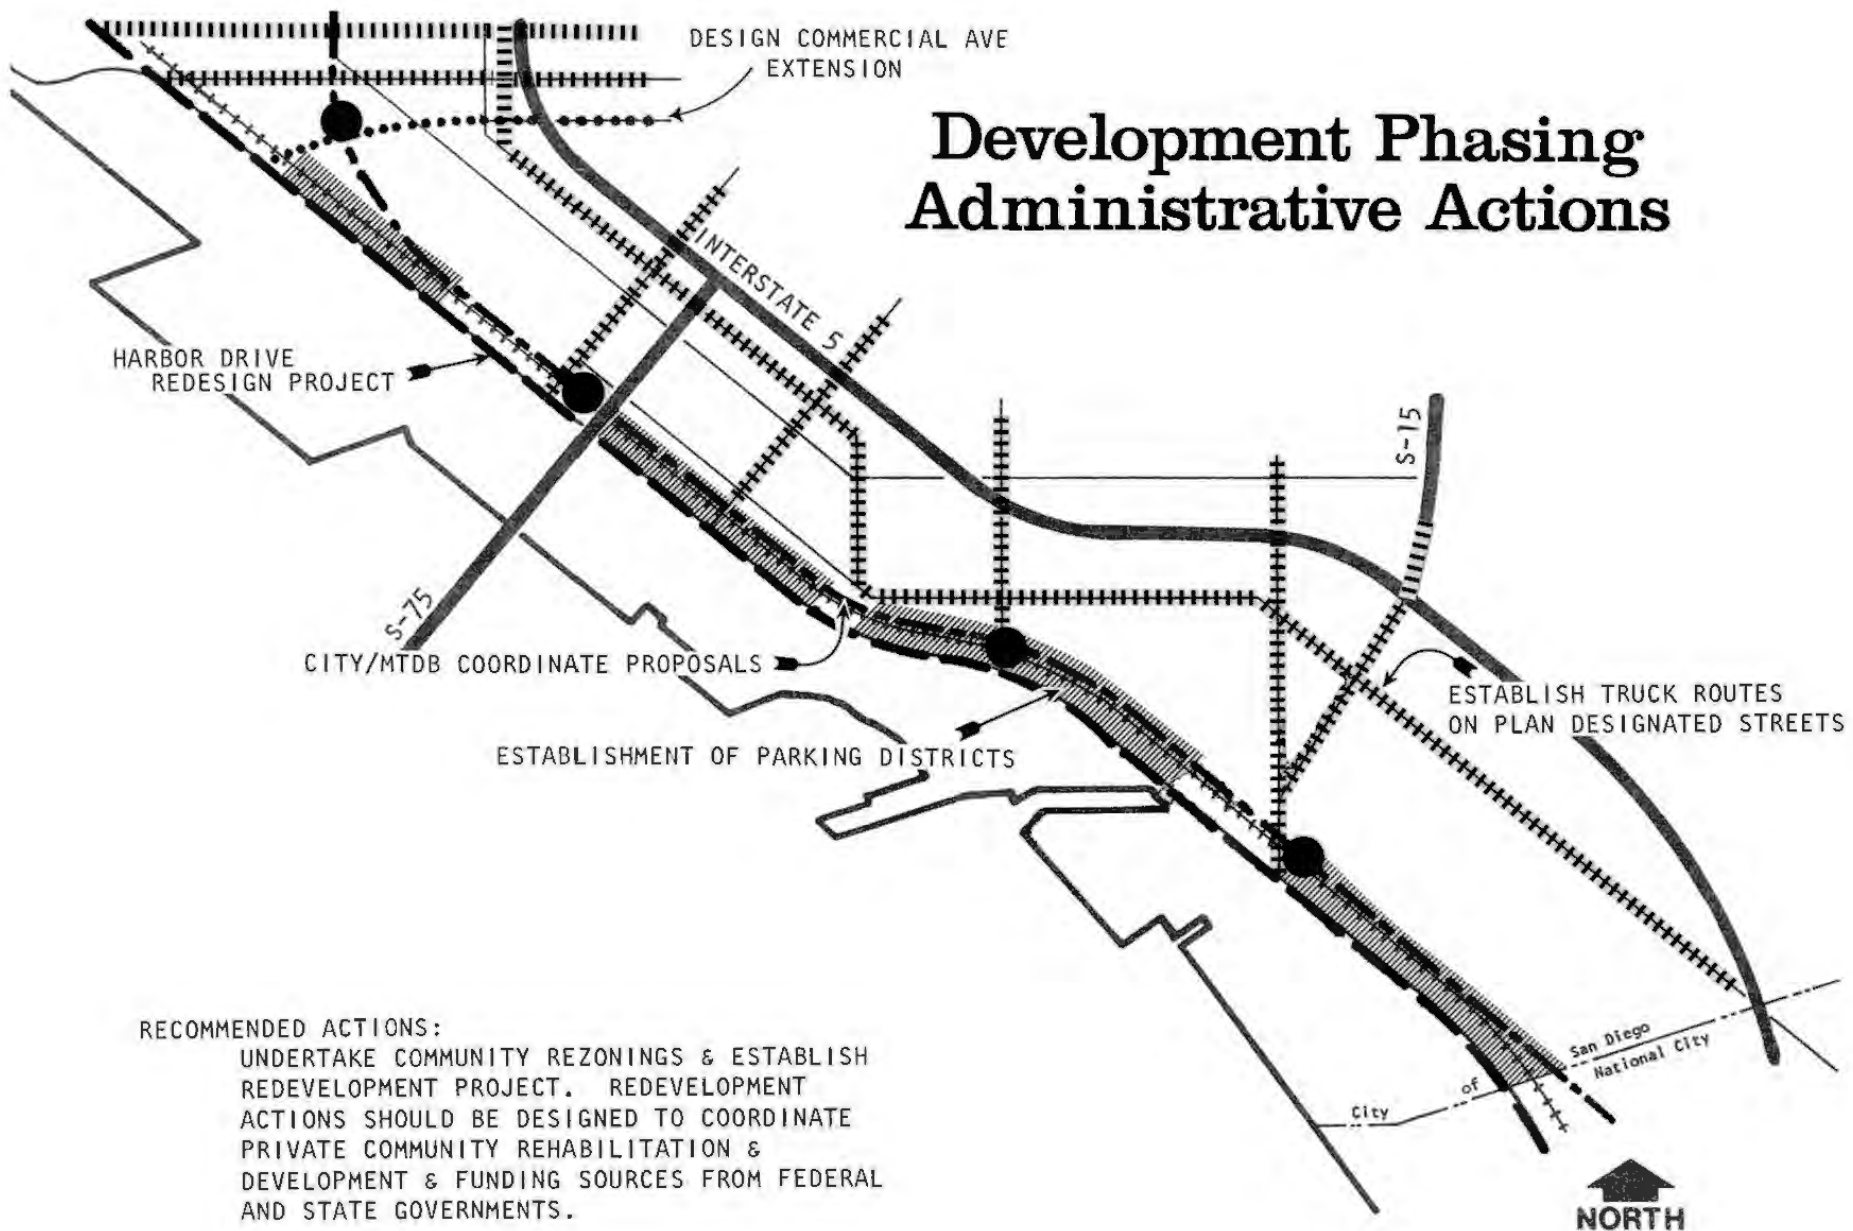 DESIGN COMMERCIAL AVE
EXTENSION
Development Phasing
Administrative Actions
INTERSTATE 5
HARBOR DRIVE
REDESIGN PROJECT
S-15
S-75
CITY/MTDB COORDINATE PROPOSALS
ESTABLISH TRUCK ROUTES
ON PLAN DESIGNATED STREETS
ESTABLISHMENT OF PARKING DISTRICTS
San Diego
National City
City of
RECOMMENDED ACTIONS:
UNDERTAKE COMMUNITY REZONINGS & ESTABLISH
REDEVELOPMENT PROJECT. REDEVELOPMENT
ACTIONS SHOULD BE DESIGNED TO COORDINATE
PRIVATE COMMUNITY REHABILITATION &
DEVELOPMENT & FUNDING SOURCES FROM FEDERAL
AND STATE GOVERNMENTS.
NORTH